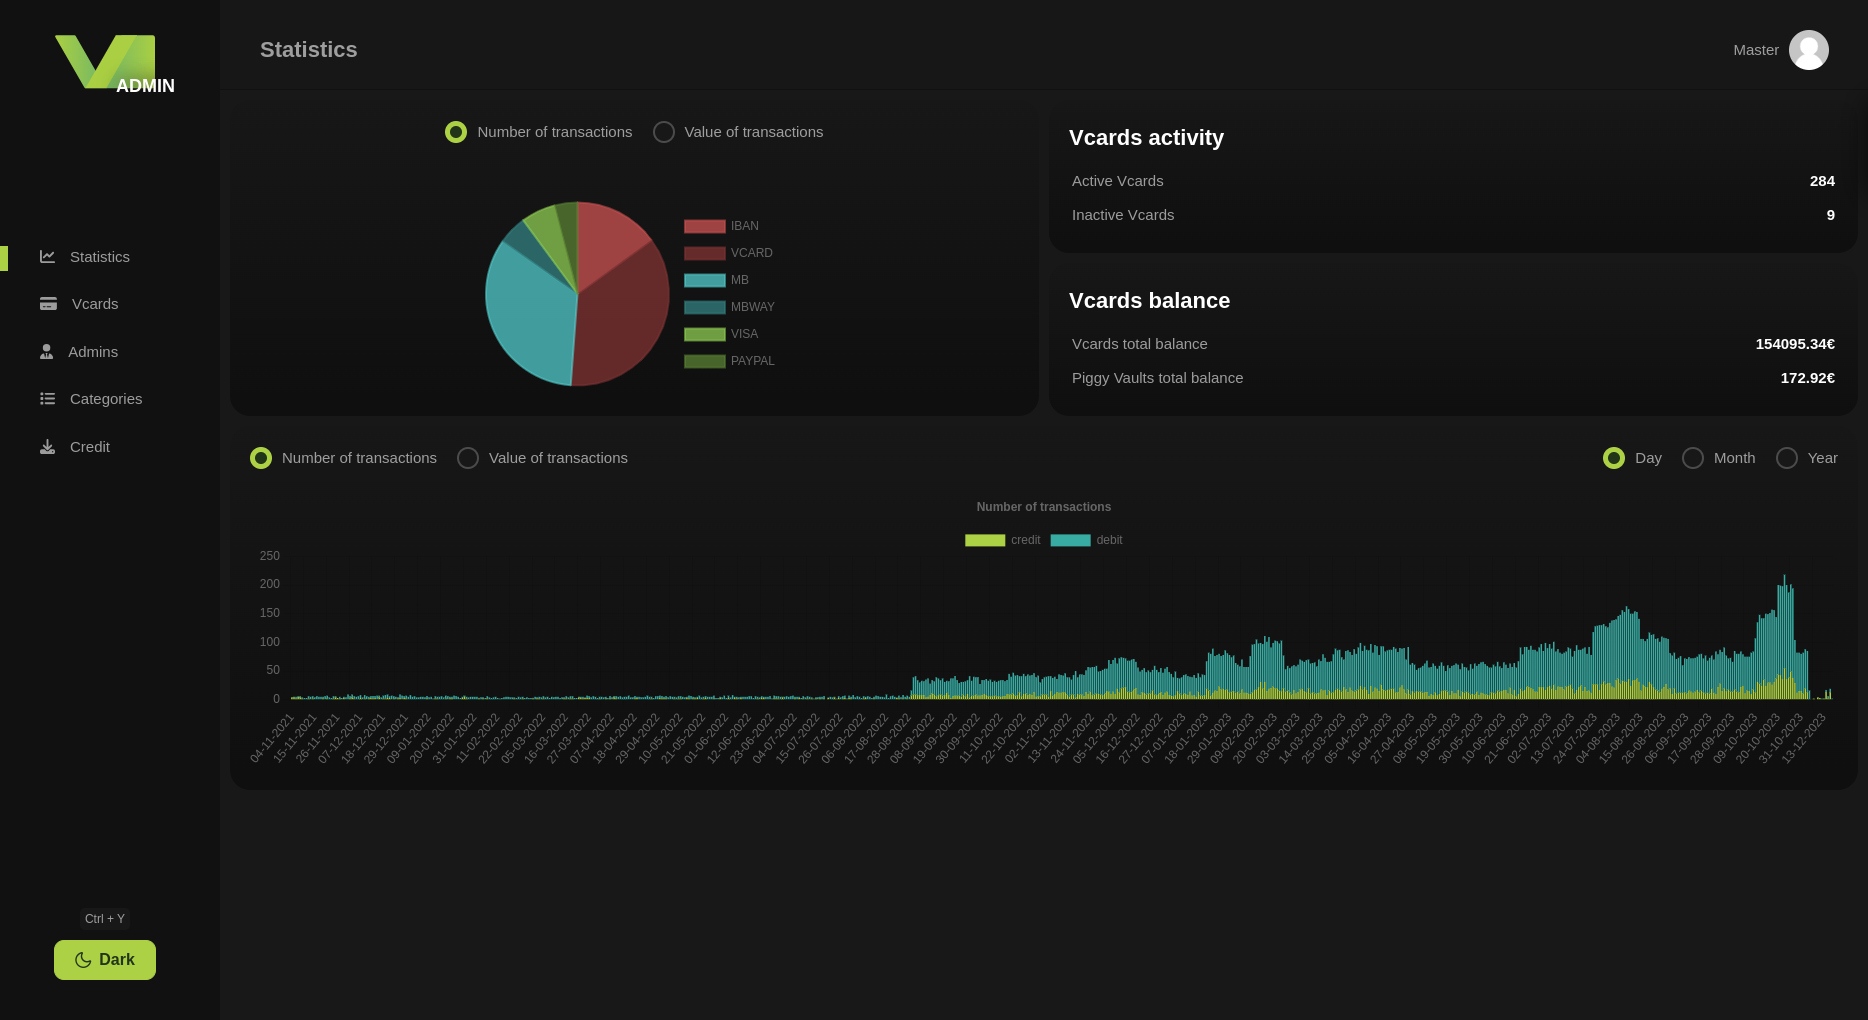 ADMIN
Statistics
Master
Statistics
Vcards
Admins
Categories
Credit
Ctrl + Y
Dark
Number of transactions
Value of transactions
IBAN
VCARD
MB
MBWAY
VISA
PAYPAL
Vcards activity
Active Vcards 284
Inactive Vcards 9
Vcards balance
Vcards total balance 154095.34€
Piggy Vaults total balance 172.92€
Number of transactions
Value of transactions
Day
Month
Year
Number of transactions
credit
debit
250
200
150
100
50
0
04-11-2021
15-11-2021
26-11-2021
07-12-2021
18-12-2021
29-12-2021
09-01-2022
20-01-2022
31-01-2022
11-02-2022
22-02-2022
05-03-2022
16-03-2022
27-03-2022
07-04-2022
18-04-2022
29-04-2022
10-05-2022
21-05-2022
01-06-2022
12-06-2022
23-06-2022
04-07-2022
15-07-2022
26-07-2022
06-08-2022
17-08-2022
28-08-2022
08-09-2022
19-09-2022
30-09-2022
11-10-2022
22-10-2022
02-11-2022
13-11-2022
24-11-2022
05-12-2022
16-12-2022
27-12-2022
07-01-2023
18-01-2023
29-01-2023
09-02-2023
20-02-2023
03-03-2023
14-03-2023
25-03-2023
05-04-2023
16-04-2023
27-04-2023
08-05-2023
19-05-2023
30-05-2023
10-06-2023
21-06-2023
02-07-2023
13-07-2023
24-07-2023
04-08-2023
15-08-2023
26-08-2023
06-09-2023
17-09-2023
28-09-2023
09-10-2023
20-10-2023
31-10-2023
13-12-2023